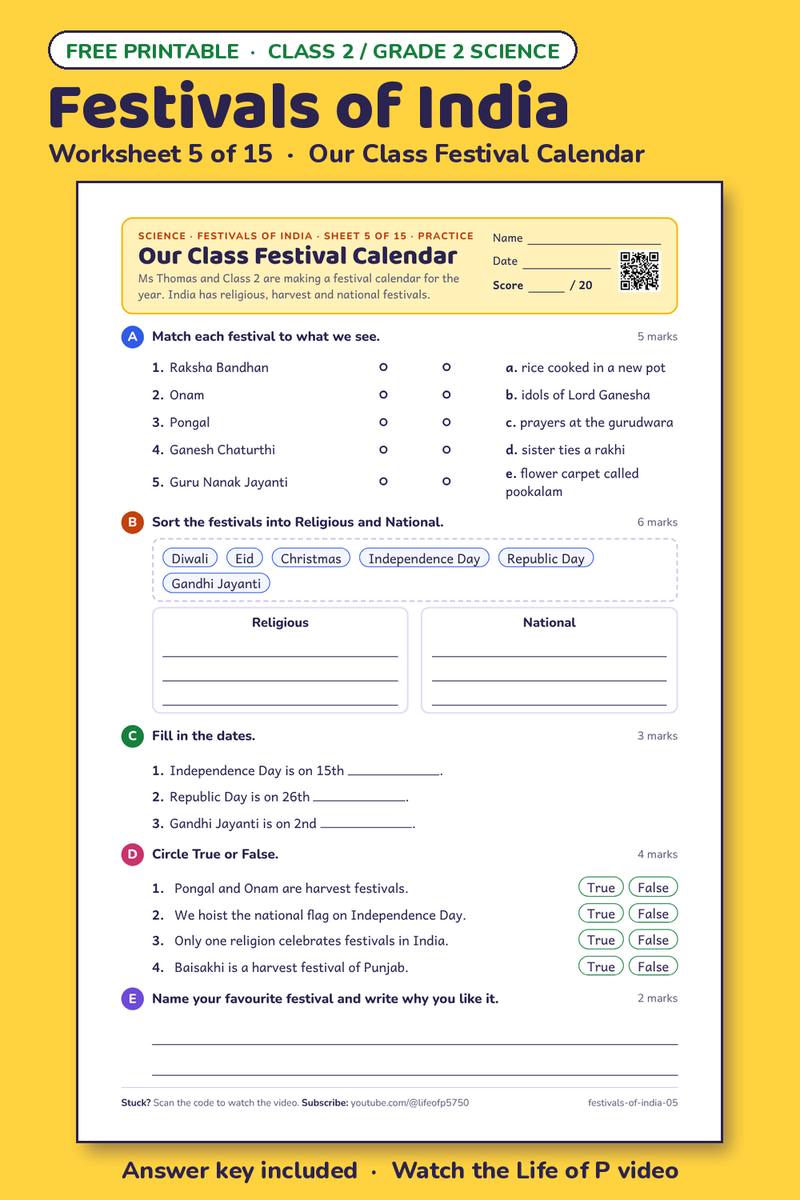 FREE PRINTABLE · CLASS 2 / GRADE 2 SCIENCE
Festivals of India
Worksheet 5 of 15 · Our Class Festival Calendar
SCIENCE · FESTIVALS OF INDIA · SHEET 5 OF 15 · PRACTICE
Our Class Festival Calendar
Ms Thomas and Class 2 are making a festival calendar for the
year. India has religious, harvest and national festivals.
Name
Date
Score / 20
A Match each festival to what we see. 5 marks
1. Raksha Bandhan a. rice cooked in a new pot
2. Onam b. idols of Lord Ganesha
3. Pongal c. prayers at the gurudwara
4. Ganesh Chaturthi d. sister ties a rakhi
5. Guru Nanak Jayanti e. flower carpet called
pookalam
B Sort the festivals into Religious and National. 6 marks
Diwali Eid Christmas Independence Day Republic Day
Gandhi Jayanti
Religious National
C Fill in the dates. 3 marks
1. Independence Day is on 15th ____________.
2. Republic Day is on 26th ____________.
3. Gandhi Jayanti is on 2nd ____________.
D Circle True or False. 4 marks
1. Pongal and Onam are harvest festivals. True False
2. We hoist the national flag on Independence Day. True False
3. Only one religion celebrates festivals in India. True False
4. Baisakhi is a harvest festival of Punjab. True False
E Name your favourite festival and write why you like it. 2 marks
Stuck? Scan the code to watch the video. Subscribe: youtube.com/@lifeofp5750 festivals-of-india-05
Answer key included · Watch the Life of P video